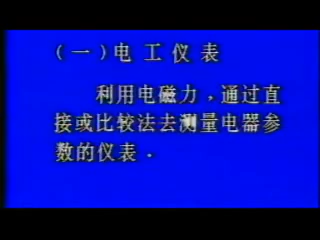 (一)电工仪表
利用电磁力,通过直
接或比较法去测量电器参
数的仪表.